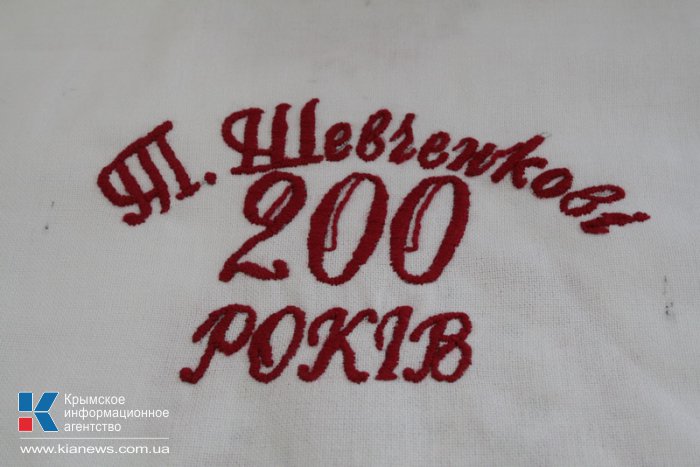 Т. Шевченкові
200
РОКІВ
Крымское
информационное
агентство
www.kianews.com.ua